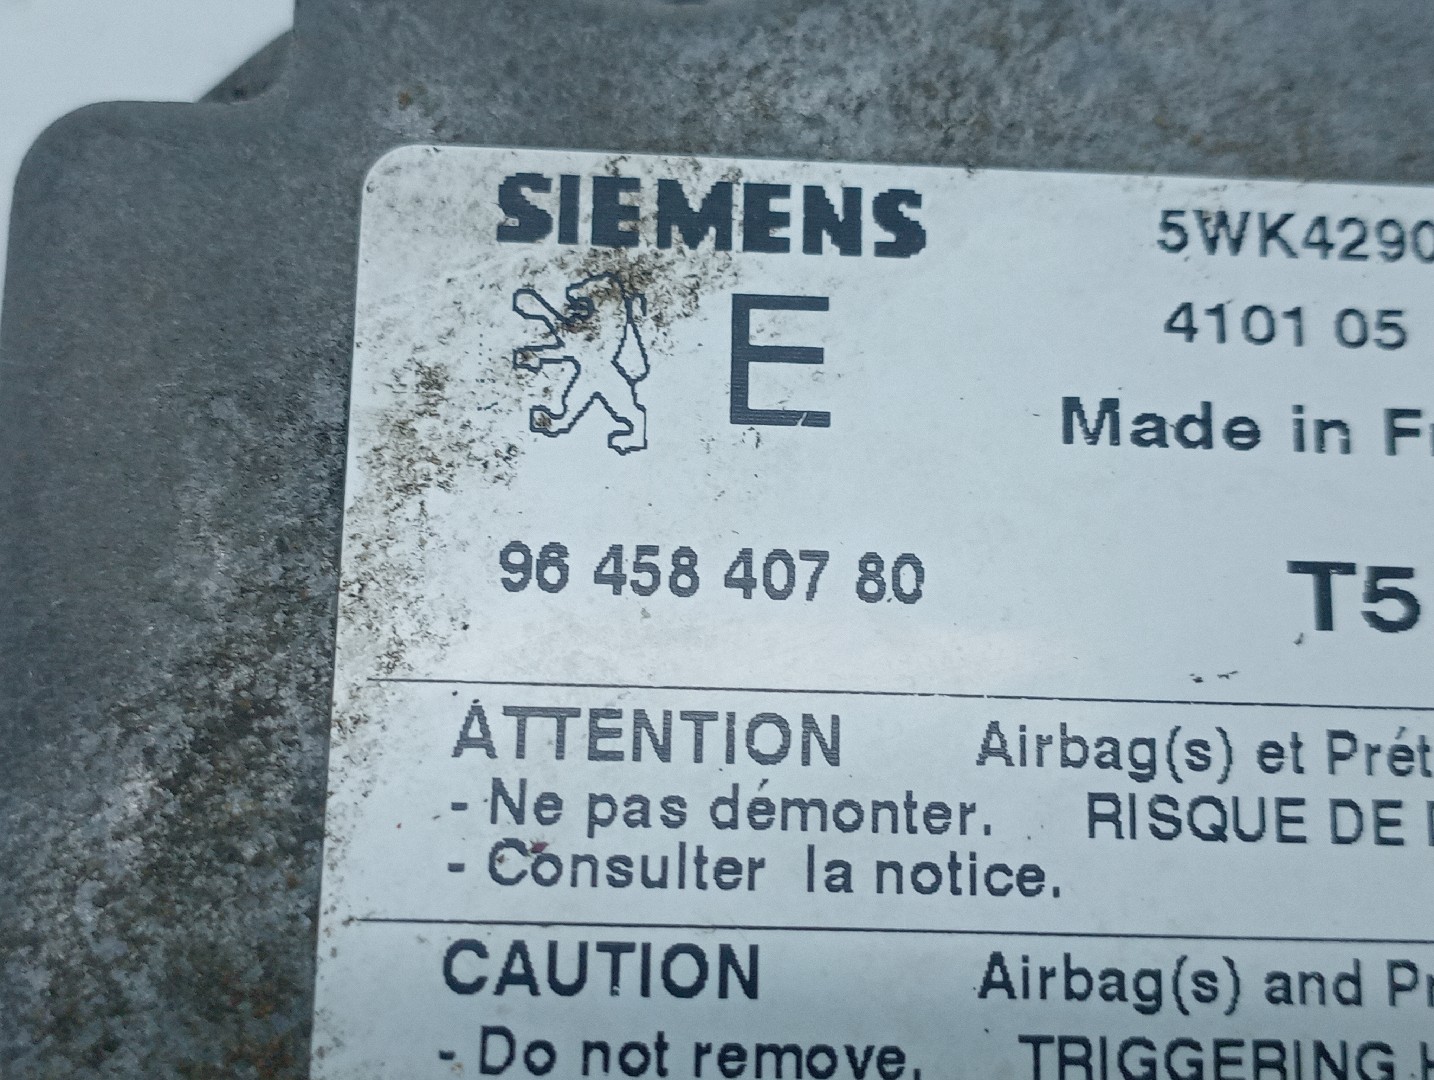 SIEMENS 5WK4290
E 4101 05
Made in F
96 458 407 80 T5
ATTENTION Airbag(s) et Prét
- Ne pas démonter. RISQUE DE
- Consulter la notice.
CAUTION Airbag(s) and Pr
- Do not remove. TRIGGERING